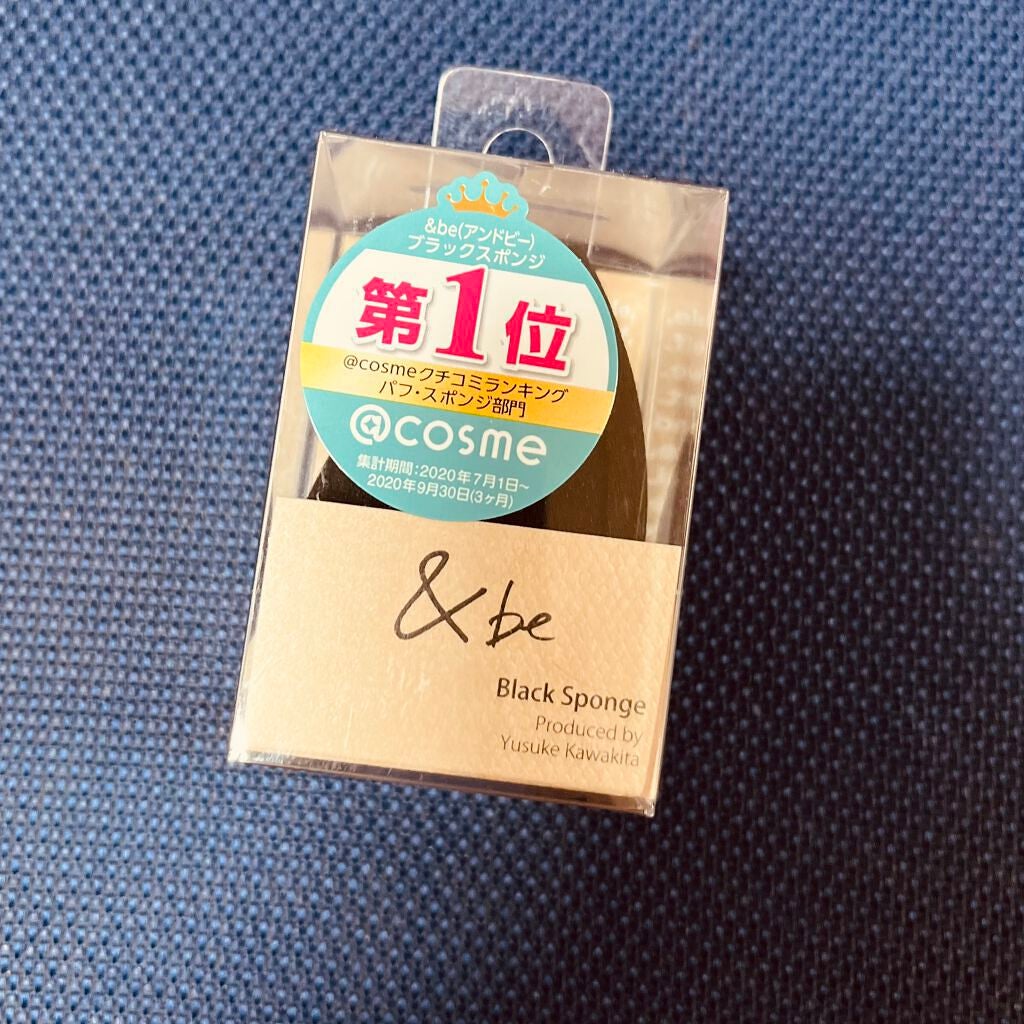 &be(アンドビー)
ブラックスポンジ
第1位
@cosmeクチコミランキング
パフ・スポンジ部門
@cosme
集計期間:2020年7月1日~
2020年9月30日(3ヶ月)
&be
Black Sponge
Produced by
Yusuke Kawakita